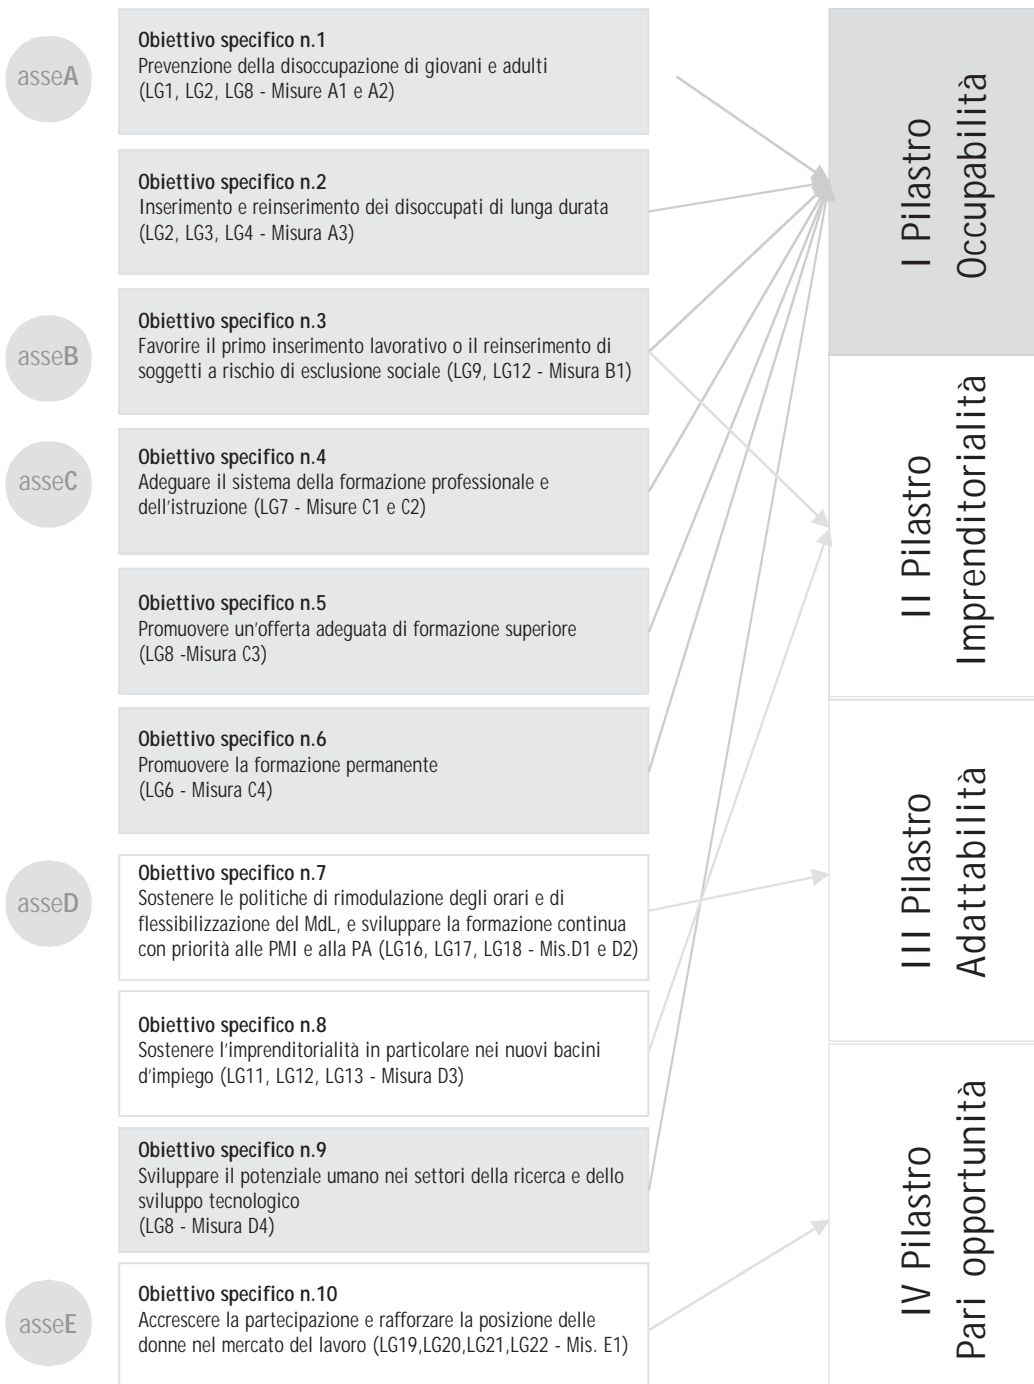 asseA
Obiettivo specifico n.1
Prevenzione della disoccupazione di giovani e adulti
(LG1, LG2, LG8 - Misure A1 e A2)
Obiettivo specifico n.2
Inserimento e reinserimento dei disoccupati di lunga durata
(LG2, LG3, LG4 - Misura A3)
asseB
Obiettivo specifico n.3
Favorire il primo inserimento lavorativo o il reinserimento di
soggetti a rischio di esclusione sociale (LG9, LG12 - Misura B1)
asseC
Obiettivo specifico n.4
Adeguare il sistema della formazione professionale e
dell'istruzione (LG7 - Misure C1 e C2)
Obiettivo specifico n.5
Promuovere un'offerta adeguata di formazione superiore
(LG8 -Misura C3)
Obiettivo specifico n.6
Promuovere la formazione permanente
(LG6 - Misura C4)
asseD
Obiettivo specifico n.7
Sostenere le politiche di rimodulazione degli orari e di
flessibilizzazione del MdL, e sviluppare la formazione continua
con priorità alle PMI e alla PA (LG16, LG17, LG18 - Mis.D1 e D2)
Obiettivo specifico n.8
Sostenere l'imprenditorialità in particolare nei nuovi bacini
d'impiego (LG11, LG12, LG13 - Misura D3)
Obiettivo specifico n.9
Sviluppare il potenziale umano nei settori della ricerca e dello
sviluppo tecnologico
(LG8 - Misura D4)
asseE
Obiettivo specifico n.10
Accrescere la partecipazione e rafforzare la posizione delle
donne nel mercato del lavoro (LG19,LG20,LG21,LG22 - Mis. E1)
I Pilastro
Occupabilità
II Pilastro
Imprenditorialità
III Pilastro
Adattabilità
IV Pilastro
Pari opportunità